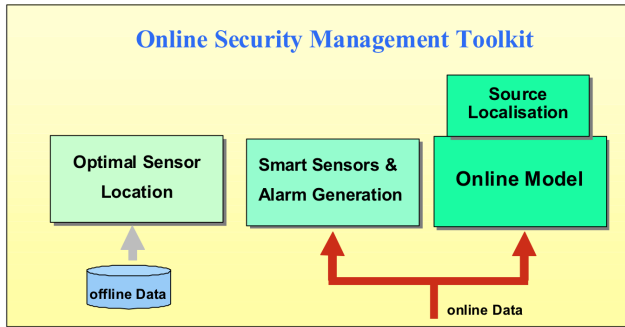 Online Security Management Toolkit
Source
Localisation
Optimal Sensor
Location
Smart Sensors &
Alarm Generation
Online Model
offline Data
online Data